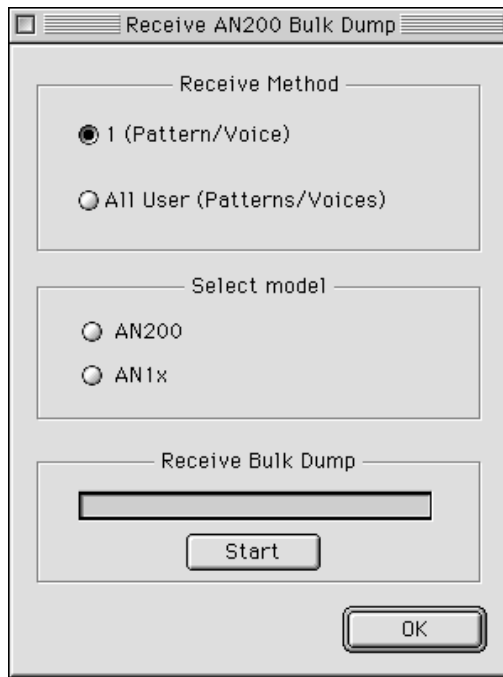 Receive AN200 Bulk Dump
Receive Method
1 (Pattern/Voice)
All User (Patterns/Voices)
Select model
AN200
AN1x
Receive Bulk Dump
Start
OK